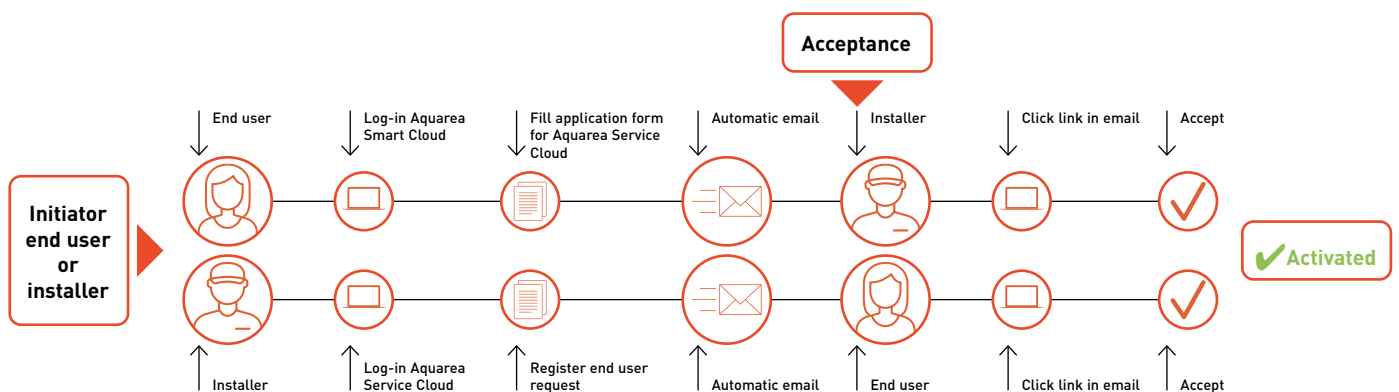 Acceptance
End user
Log-in Aquarea
Smart Cloud
Fill application form
for Aquarea Service
Cloud
Automatic email
Installer
Click link in email
Accept
Initiator
end user
or
installer
Activated
Installer
Log-in Aquarea
Service Cloud
Register end user
request
Automatic email
End user
Click link in email
Accept